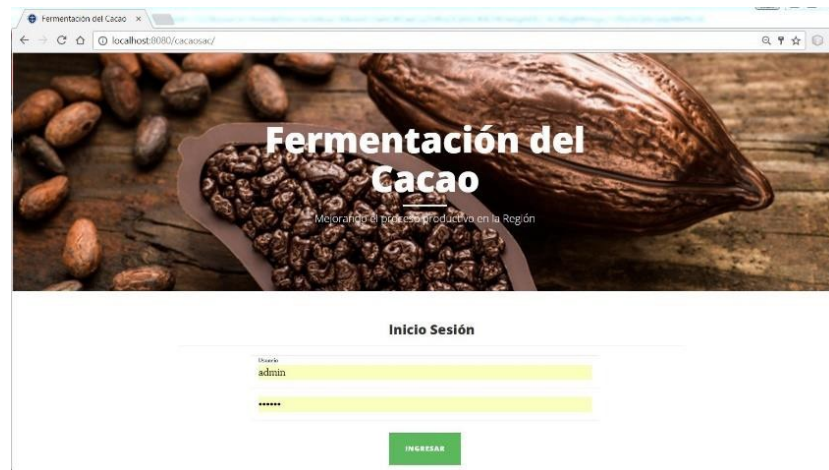 Fermentación del Cacao
localhost:8080/cacaosac/
Fermentación del
Cacao
Mejorando el proceso productivo en la Región
Inicio Sesión
Usuario
admin
••••••
INGRESAR